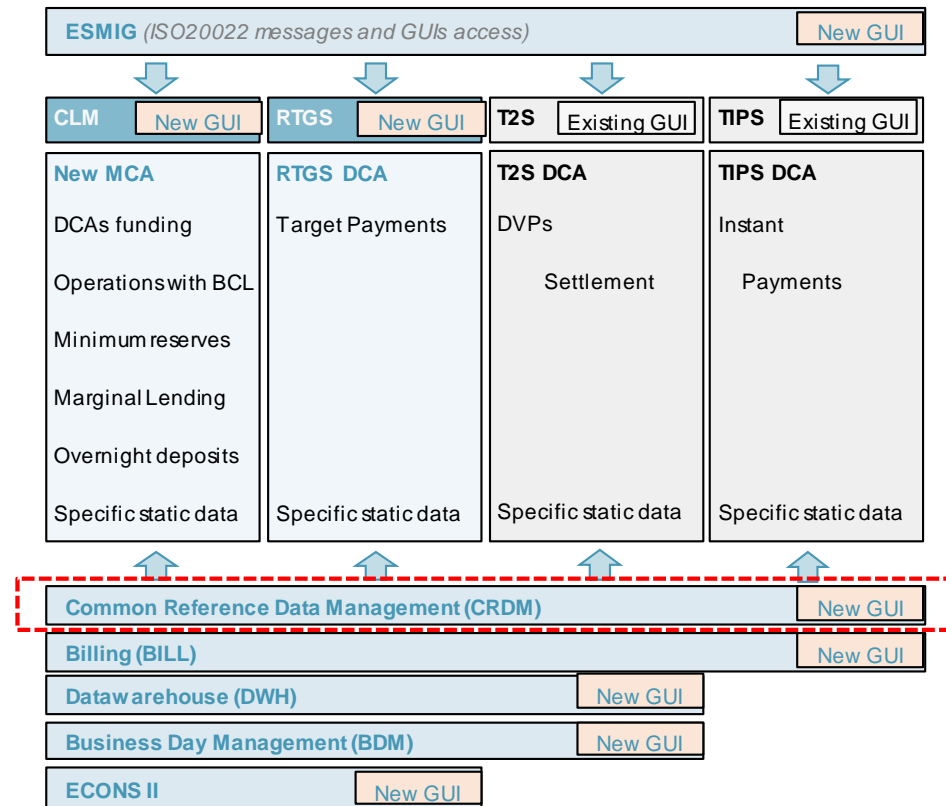 ESMIG (ISO20022 messages and GUIs access) New GUI
CLM New GUI RTGS New GUI T2S Existing GUI TIPS Existing GUI
New MCA RTGS DCA T2S DCA TIPS DCA
DCAs funding Target Payments DVPs Instant
Operations with BCL Settlement Payments
Minimum reserves
Marginal Lending
Overnight deposits
Specific static data Specific static data Specific static data Specific static data
Common Reference Data Management (CRDM) New GUI
Billing (BILL) New GUI
Datawarehouse (DWH) New GUI
Business Day Management (BDM) New GUI
ECONS II New GUI